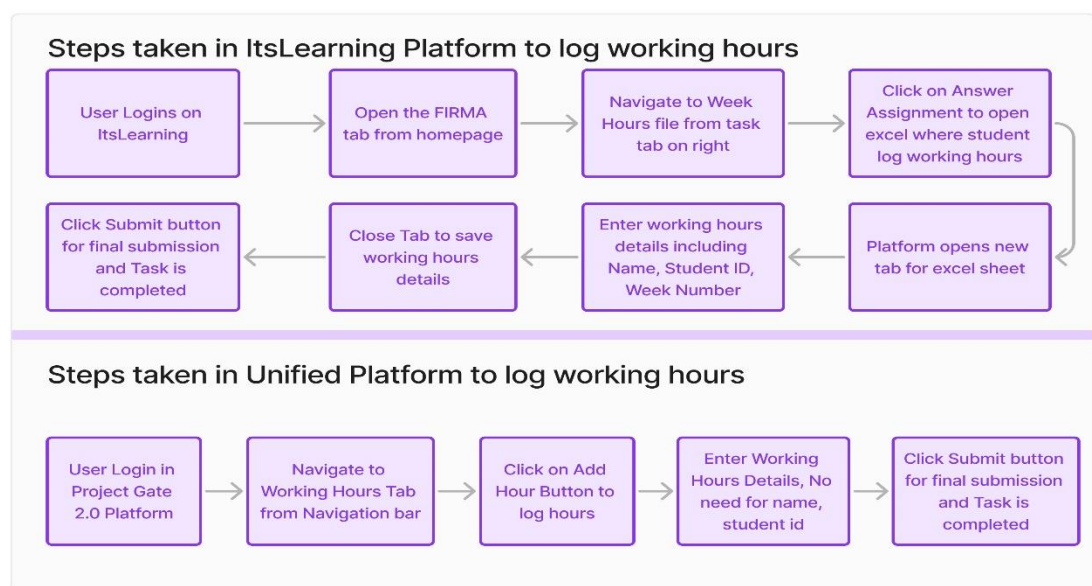 Steps taken in ItsLearning Platform to log working hours
User Logins on
ItsLearning
Open the FIRMA
tab from homepage
Navigate to Week
Hours file from task
tab on right
Click on Answer
Assignment to open
excel where student
log working hours
Platform opens new
tab for excel sheet
Enter working hours
details including
Name, Student ID,
Week Number
Close Tab to save
working hours
details
Click Submit button
for final submission
and Task is
completed
Steps taken in Unified Platform to log working hours
User Login in
Project Gate
2.0 Platform
Navigate to
Working Hours Tab
from Navigation bar
Click on Add
Hour Button to
log hours
Enter Working
Hours Details, No
need for name,
student id
Click Submit button
for final submission
and Task is
completed